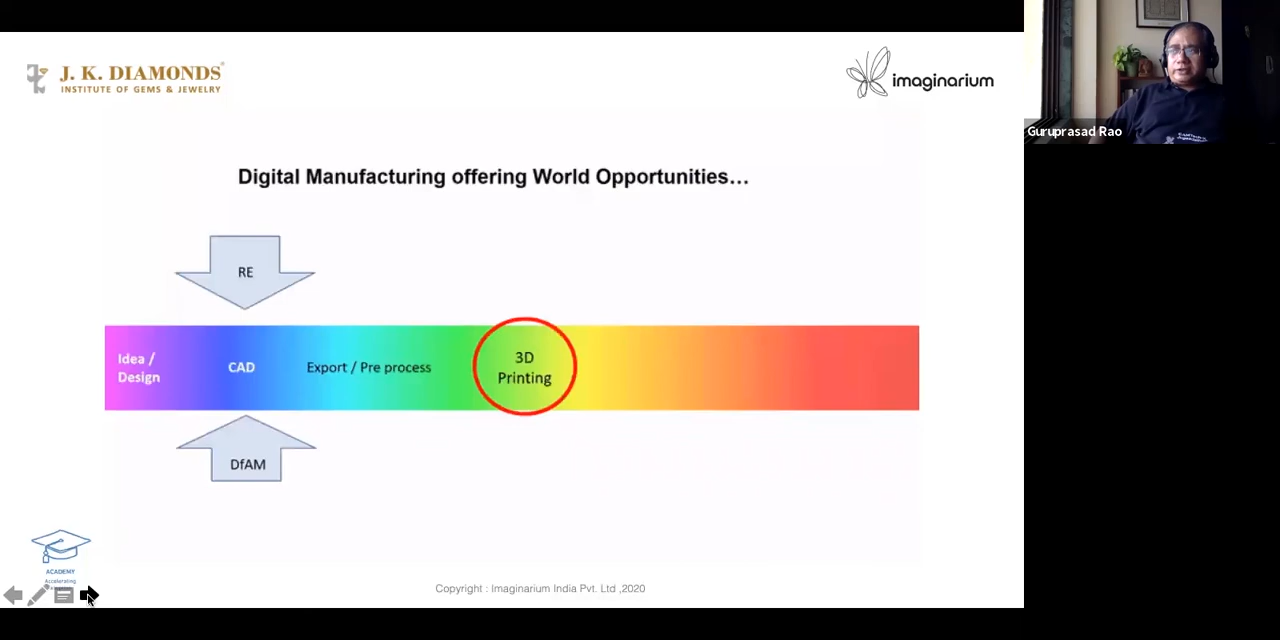 J. K. DIAMONDS
INSTITUTE OF GEMS & JEWELRY
imaginarium
Guruprasad Rao
Digital Manufacturing offering World Opportunities...
RE
Idea /
Design
CAD
Export / Pre process
3D
Printing
DfAM
ACADEMY
Accelerating
Copyright : Imaginarium India Pvt. Ltd ,2020